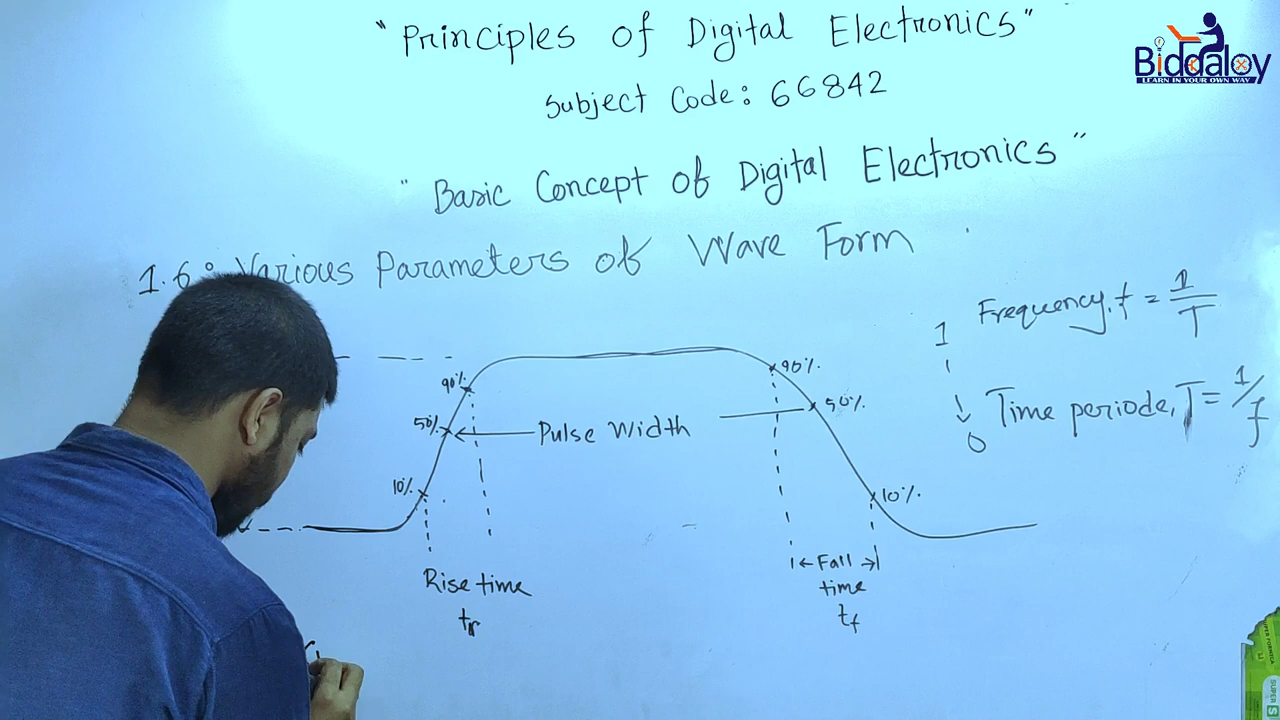 "Principles of Digital Electronics"
Biddaloy
LEARN IN YOUR OWN WAY
Subject Code: 66842
"Basic Concept of Digital Electronics"
1.6: Various Parameters of Wave Form
Frequency, f = 1/T
1
0
Time periode, T = 1/f
90%
50%
10%
Pulse Width
90%
50%
10%
Rise time
tr
Fall
time
tf